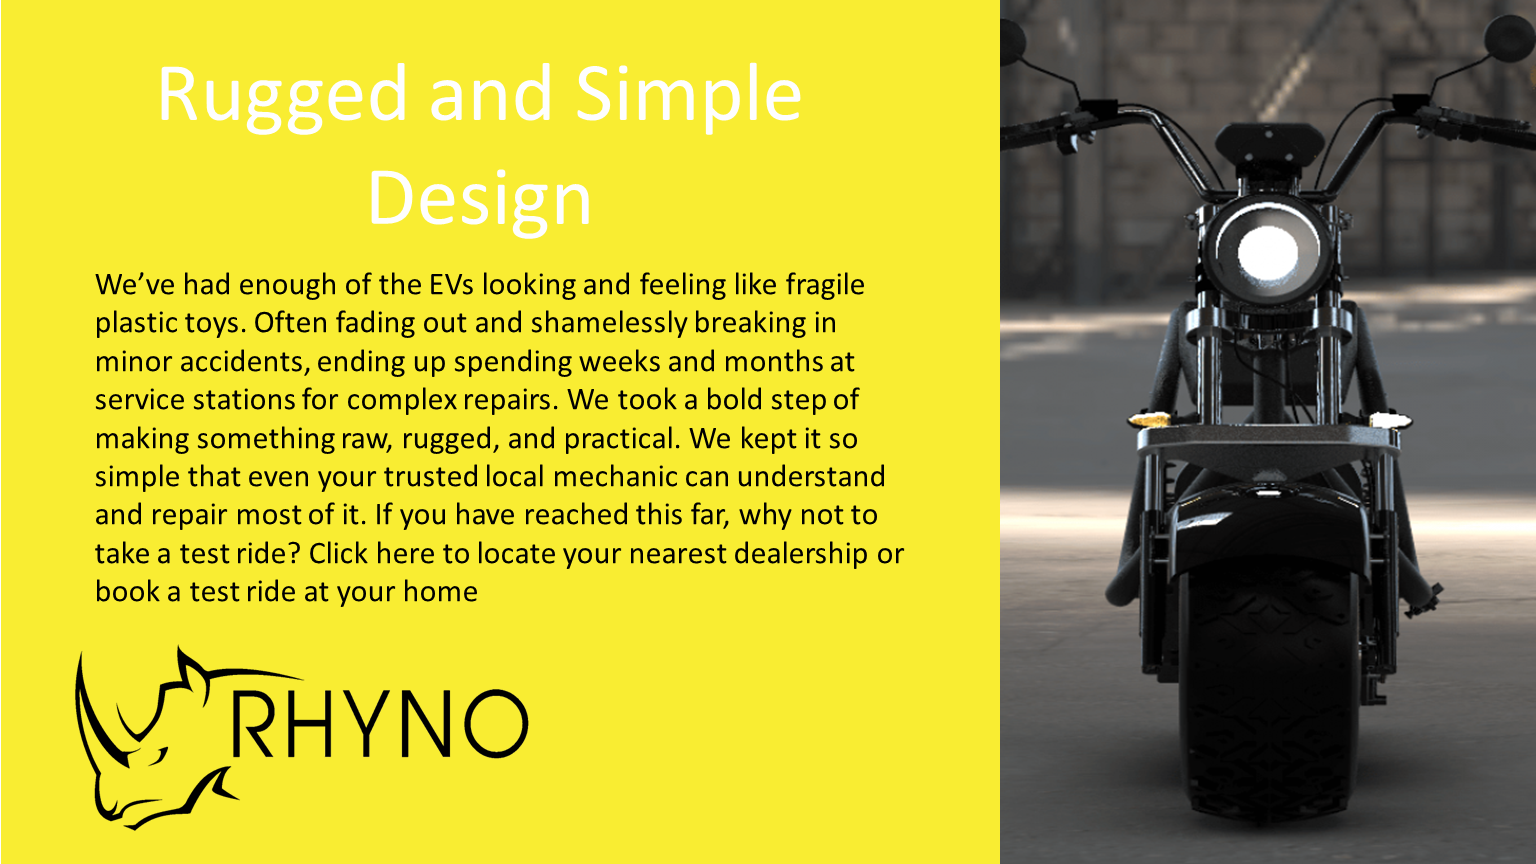 Rugged and Simple
Design
We’ve had enough of the EVs looking and feeling like fragile
plastic toys. Often fading out and shamelessly breaking in
minor accidents, ending up spending weeks and months at
service stations for complex repairs. We took a bold step of
making something raw, rugged, and practical. We kept it so
simple that even your trusted local mechanic can understand
and repair most of it. If you have reached this far, why not to
take a test ride? Click here to locate your nearest dealership or
book a test ride at your home
RHYNO